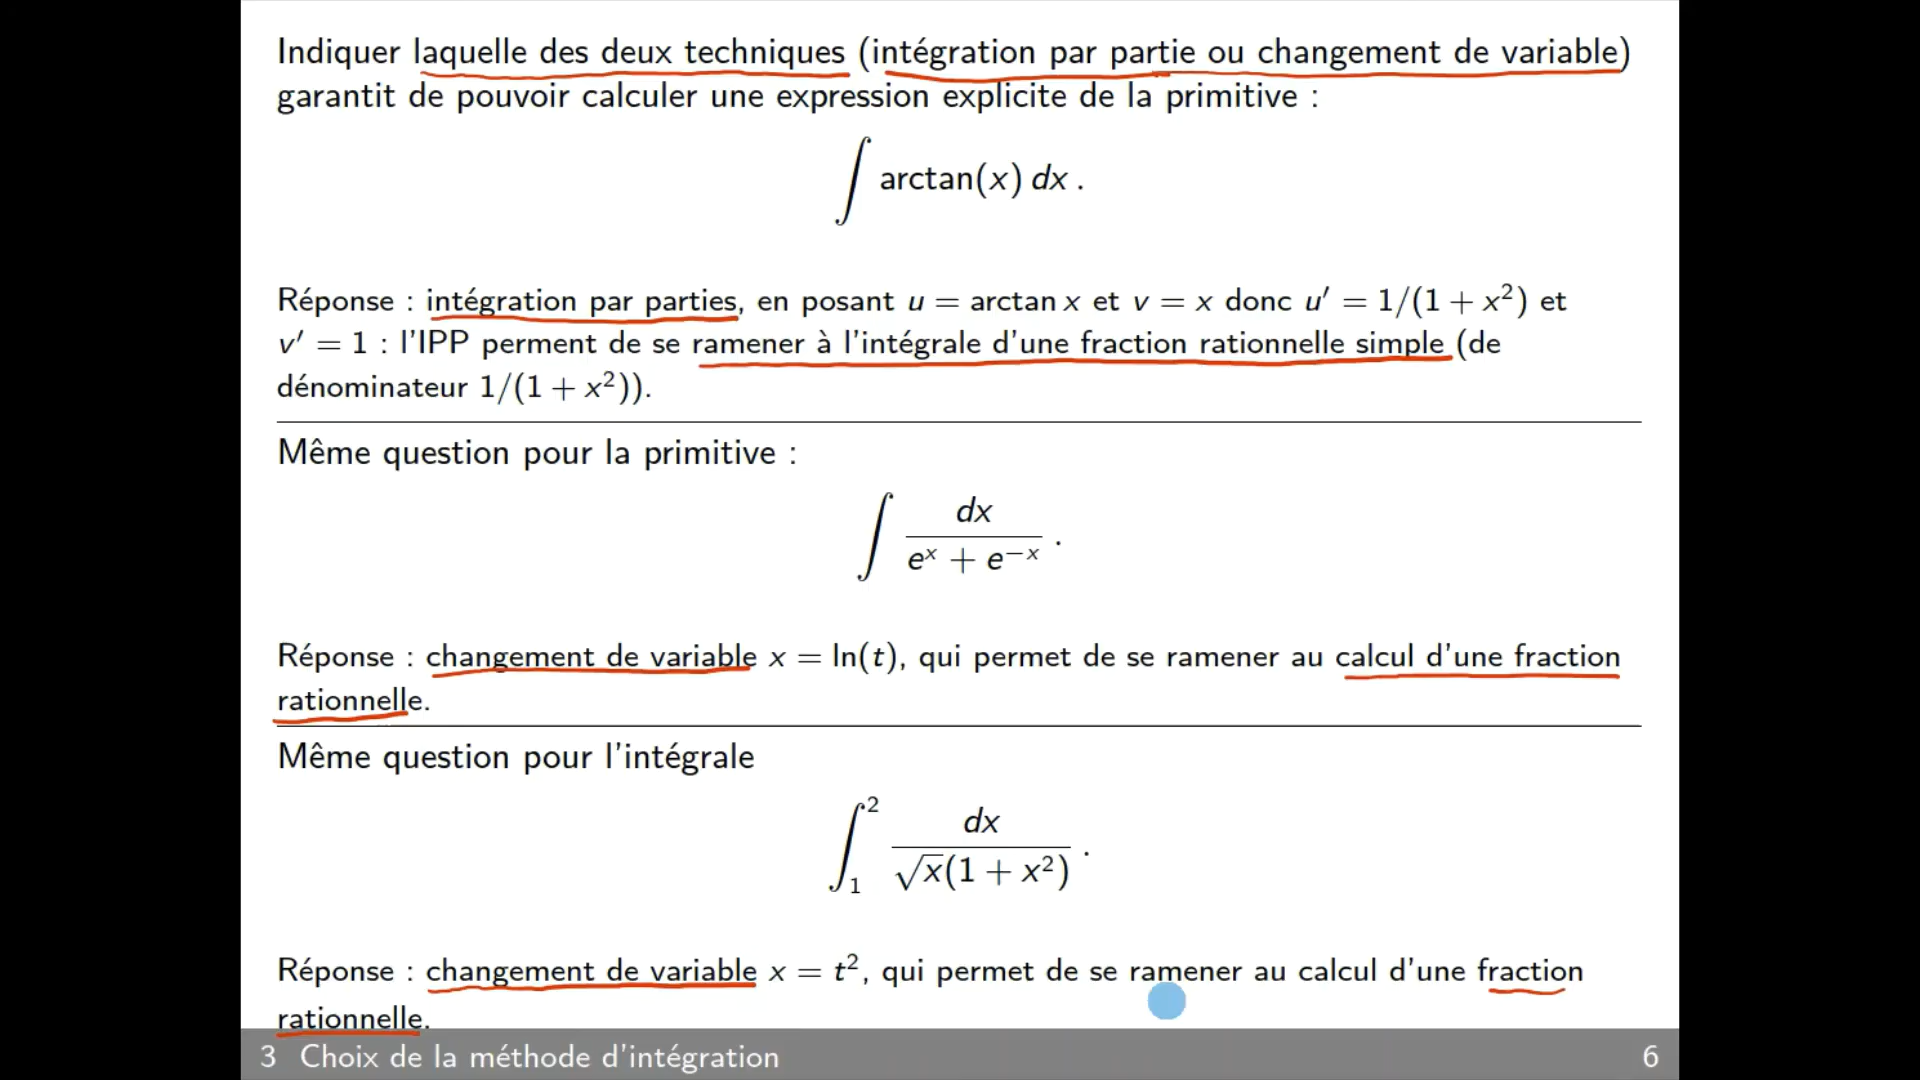 Indiquer laquelle des deux techniques (intégration par partie ou changement de variable)
garantit de pouvoir calculer une expression explicite de la primitive :
∫ arctan(x) dx .
Réponse : intégration par parties, en posant u = arctan x et v = x donc u′ = 1/(1 + x²) et
v′ = 1 : l'IPP perment de se ramener à l'intégrale d'une fraction rationnelle simple (de
dénominateur 1/(1 + x²)).
Même question pour la primitive :
∫ dx / (eˣ + e⁻ˣ) .
Réponse : changement de variable x = ln(t), qui permet de se ramener au calcul d'une fraction
rationnelle.
Même question pour l'intégrale
∫₁² dx / (√x(1 + x²)) .
Réponse : changement de variable x = t², qui permet de se ramener au calcul d'une fraction
rationnelle.
3 Choix de la méthode d'intégration 6